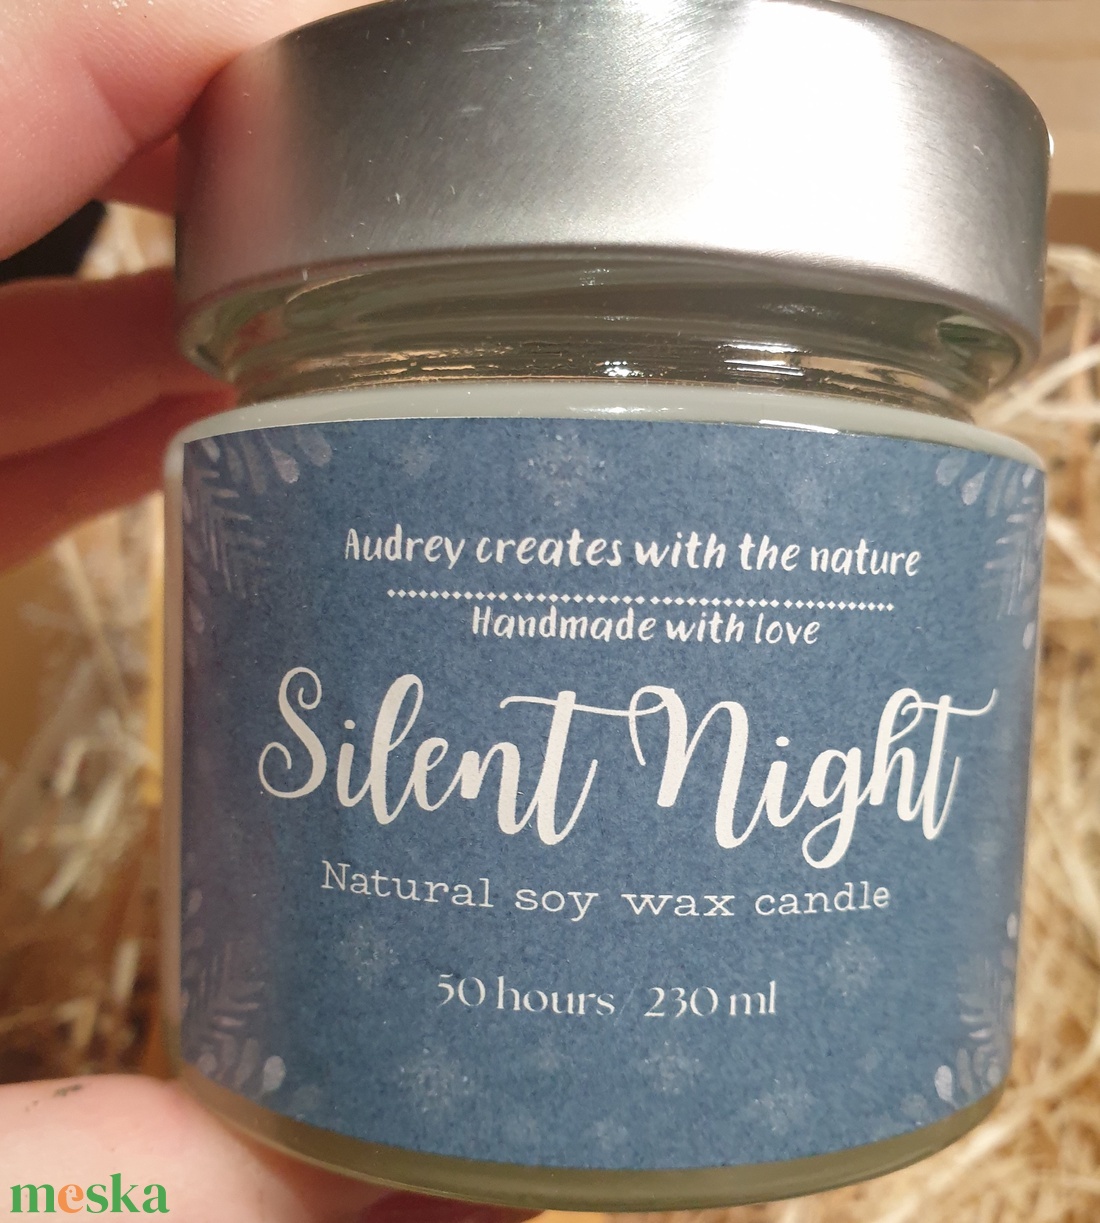 Audrey creates with the nature
Handmade with love
Silent Night
Natural soy wax candle
50 hours / 230 ml
meska